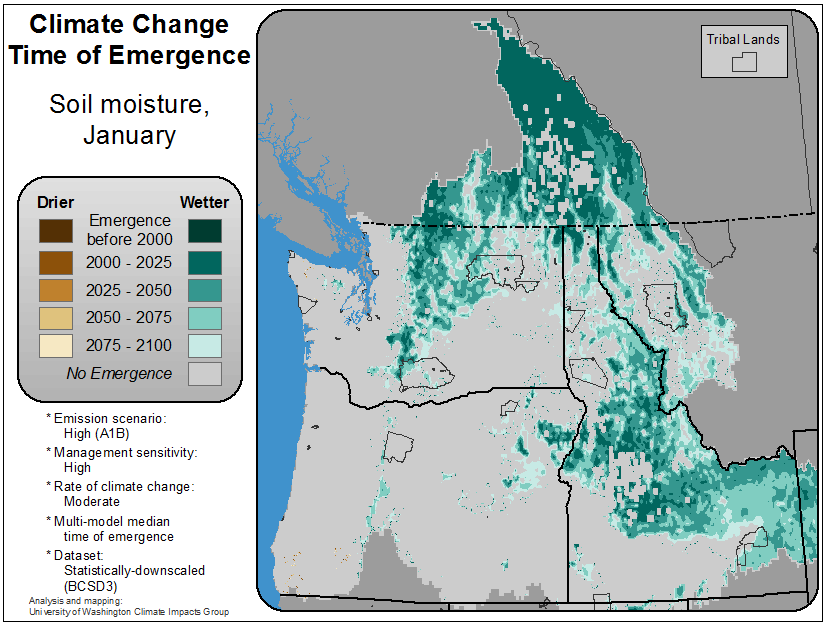 Climate Change
Time of Emergence
Soil moisture,
January
Drier
Wetter
Emergence
before 2000
2000 - 2025
2025 - 2050
2050 - 2075
2075 - 2100
No Emergence
* Emission scenario:
High (A1B)
* Management sensitivity:
High
* Rate of climate change:
Moderate
* Multi-model median
time of emergence
* Dataset:
Statistically-downscaled
(BCSD3)
Analysis and mapping:
University of Washington Climate Impacts Group
Tribal Lands